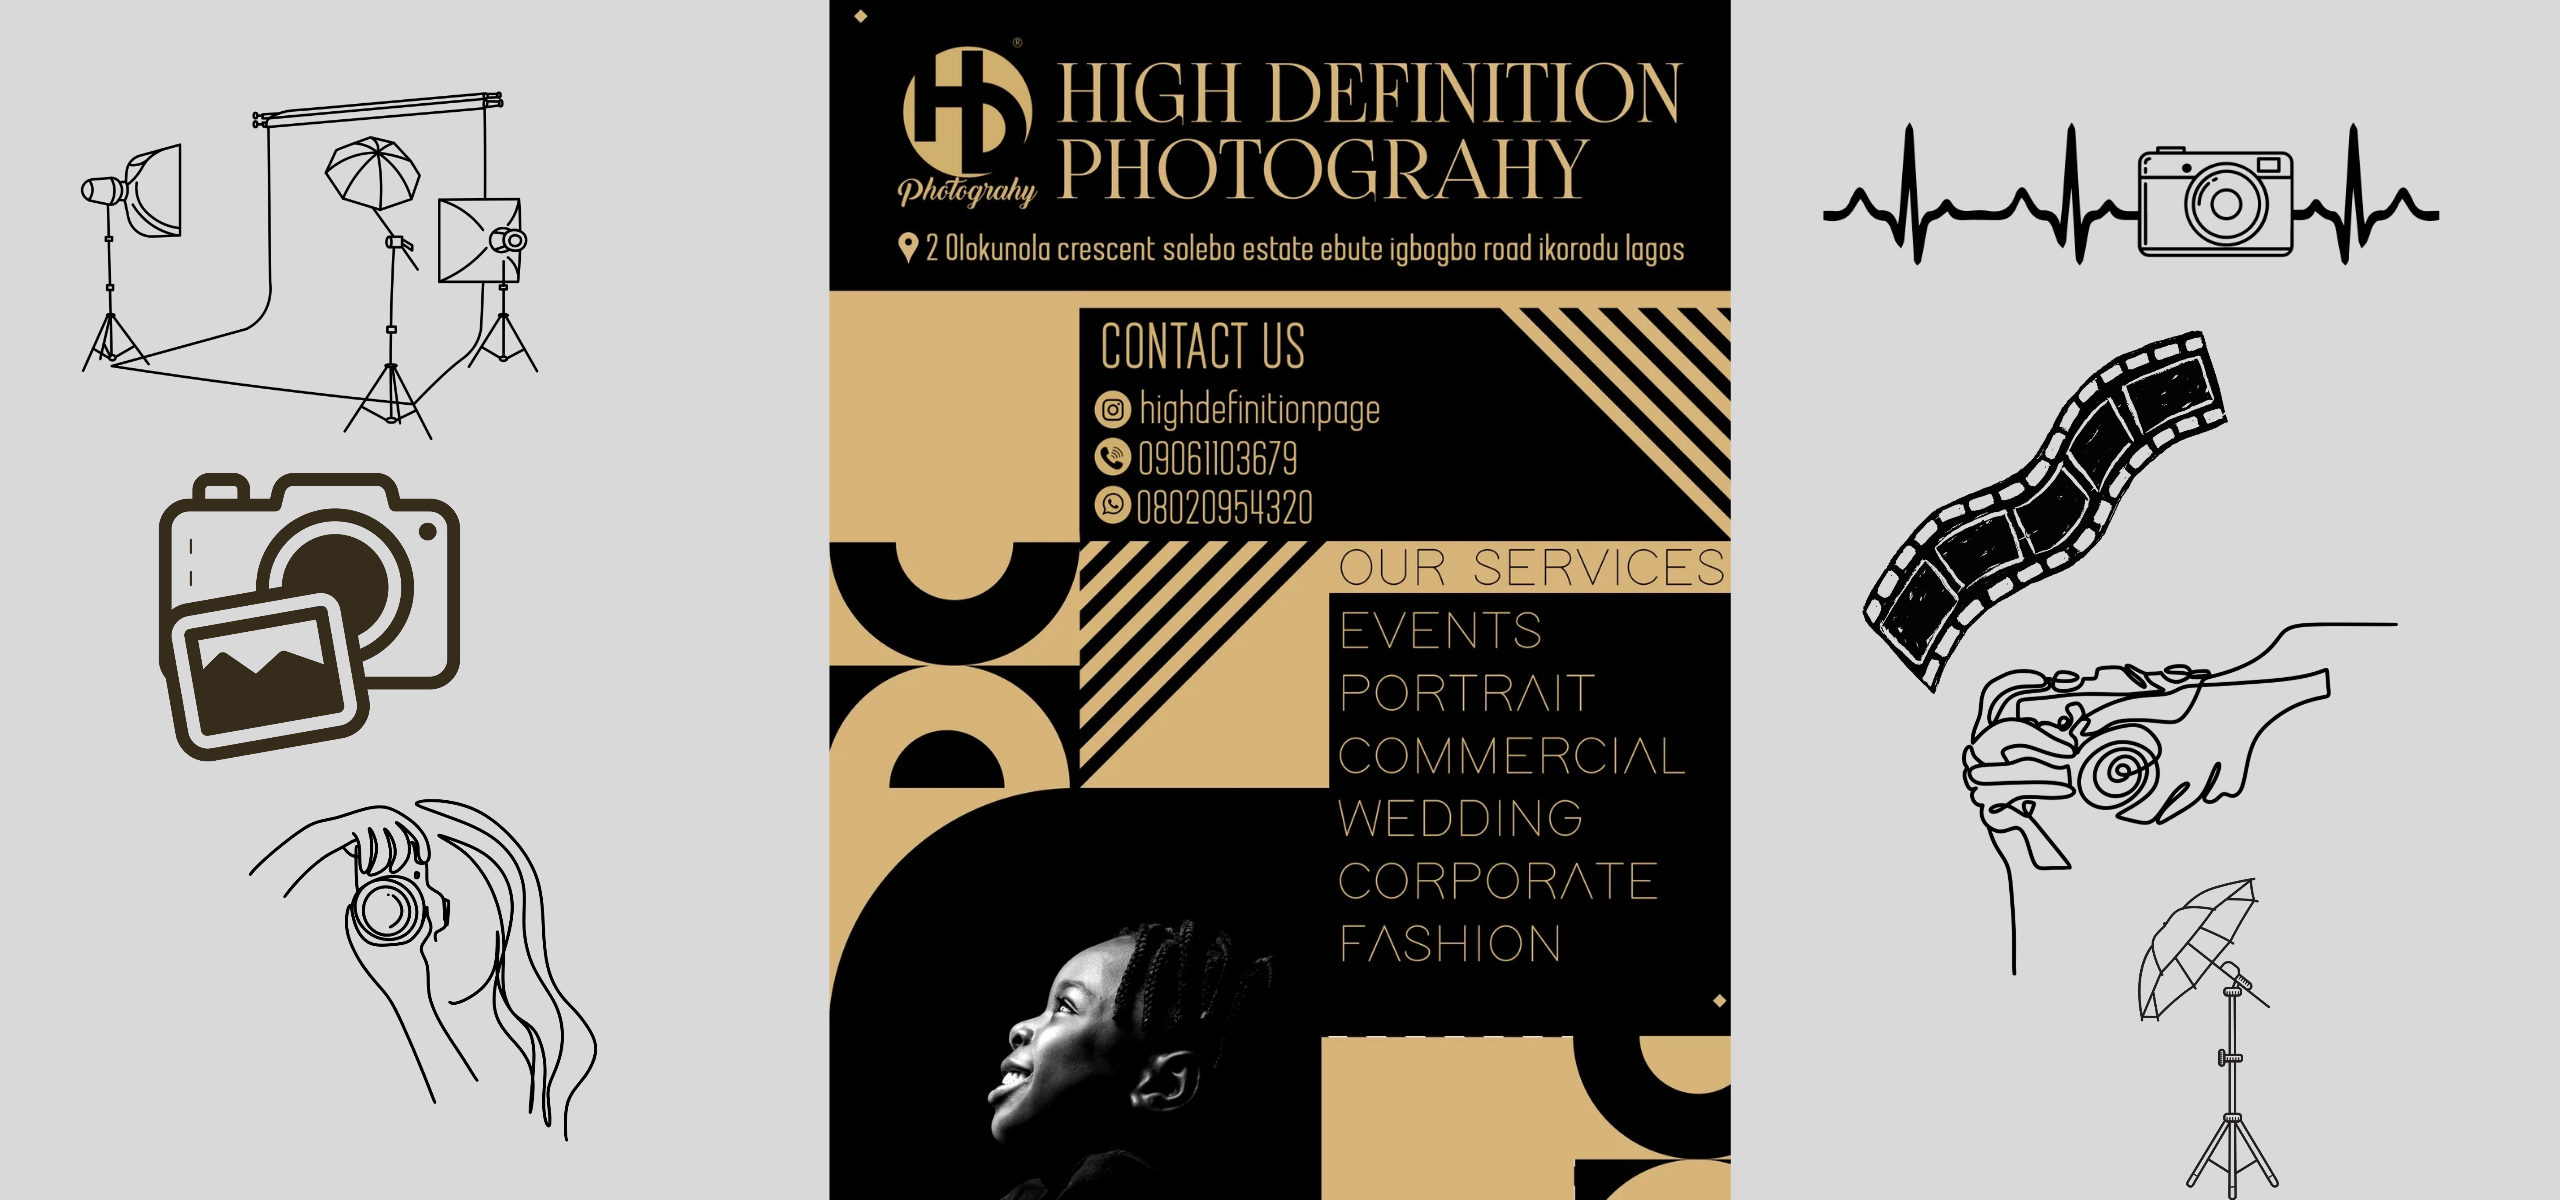 ®
HIGH DEFINITION
PHOTOGRAHY
HD
Photograhy
2 Olokunola crescent solebo estate ebute igbogbo road ikorodu lagos
CONTACT US
highdefinitionpage
09061103679
08020954320
OUR SERVICES
EVENTS
PORTRAIT
COMMERCIAL
WEDDING
CORPORATE
FASHION